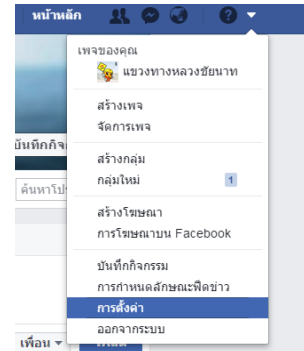 หน้าหลัก
เพจของคุณ
แขวงทางหลวงชัยนาท
สร้างเพจ
จัดการเพจ
บันทึกกิจ
สร้างกลุ่ม
กลุ่มใหม่ 1
ค้นหาโป
สร้างโฆษณา
การโฆษณาบน Facebook
บันทึกกิจกรรม
การกำหนดลักษณะฟีดข่าว
การตั้งค่า
ออกจากระบบ
เพื่อน